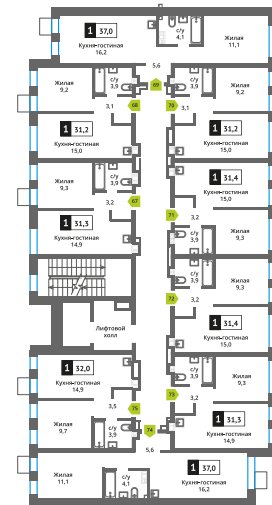 1 37,0
Кухня-гостиная
16,2
с/у
4,1
Жилая
11,1
5,6
69
Жилая
9,2
с/у
3,9
3,1
68
70
3,1
с/у
3,9
Жилая
9,2
1 31,2
Кухня-гостиная
15,0
1 31,2
Кухня-гостиная
15,0
Жилая
9,3
с/у
3,9
3,2
67
1 31,4
Кухня-гостиная
15,0
1 31,3
Кухня-гостиная
14,9
71
3,2
с/у
3,9
Жилая
9,3
с/у
3,9
Жилая
9,3
72
3,2
Лифтовой
холл
1 31,4
Кухня-гостиная
15,0
1 32,0
Кухня-гостиная
14,9
с/у
3,9
Жилая
9,3
73
3,2
3,5
75
Жилая
9,7
с/у
3,9
74
1 31,3
Кухня-гостиная
14,9
5,6
Жилая
11,1
с/у
4,1
1 37,0
Кухня-гостиная
16,2